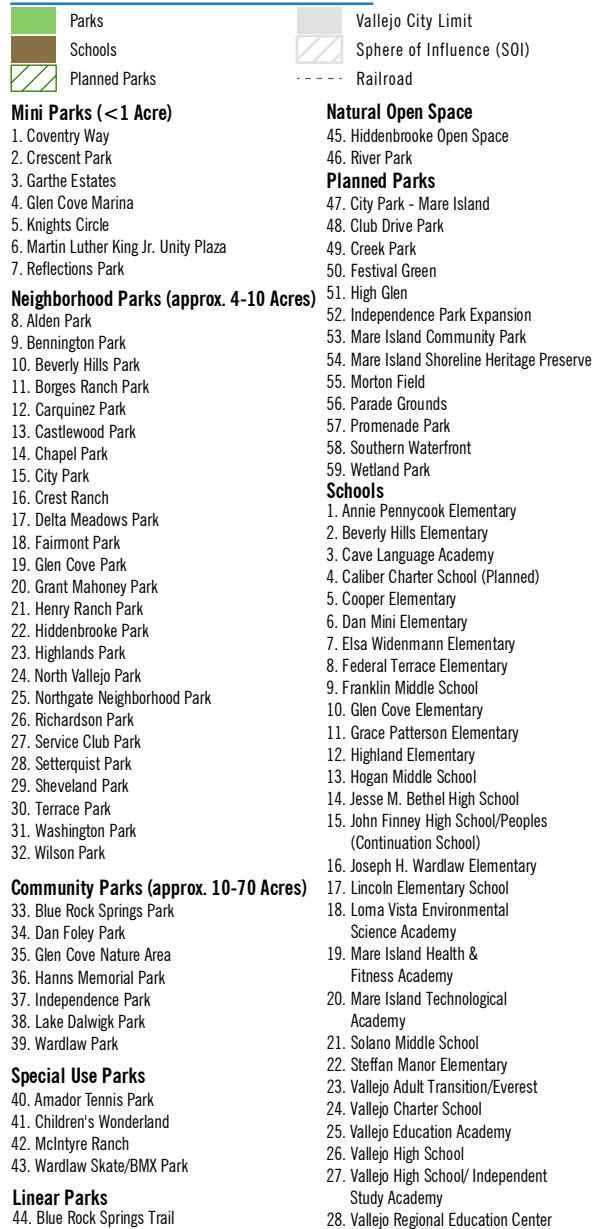 Parks
Schools
Planned Parks
Vallejo City Limit
Sphere of Influence (SOI)
Railroad
Mini Parks (<1 Acre)
1. Coventry Way
2. Crescent Park
3. Garthe Estates
4. Glen Cove Marina
5. Knights Circle
6. Martin Luther King Jr. Unity Plaza
7. Reflections Park
Neighborhood Parks (approx. 4-10 Acres)
8. Alden Park
9. Bennington Park
10. Beverly Hills Park
11. Borges Ranch Park
12. Carquinez Park
13. Castlewood Park
14. Chapel Park
15. City Park
16. Crest Ranch
17. Delta Meadows Park
18. Fairmont Park
19. Glen Cove Park
20. Grant Mahoney Park
21. Henry Ranch Park
22. Hiddenbrooke Park
23. Highlands Park
24. North Vallejo Park
25. Northgate Neighborhood Park
26. Richardson Park
27. Service Club Park
28. Setterquist Park
29. Sheveland Park
30. Terrace Park
31. Washington Park
32. Wilson Park
Community Parks (approx. 10-70 Acres)
33. Blue Rock Springs Park
34. Dan Foley Park
35. Glen Cove Nature Area
36. Hanns Memorial Park
37. Independence Park
38. Lake Dalwigk Park
39. Wardlaw Park
Special Use Parks
40. Amador Tennis Park
41. Children's Wonderland
42. McIntyre Ranch
43. Wardlaw Skate/BMX Park
Linear Parks
44. Blue Rock Springs Trail
Natural Open Space
45. Hiddenbrooke Open Space
46. River Park
Planned Parks
47. City Park - Mare Island
48. Club Drive Park
49. Creek Park
50. Festival Green
51. High Glen
52. Independence Park Expansion
53. Mare Island Community Park
54. Mare Island Shoreline Heritage Preserve
55. Morton Field
56. Parade Grounds
57. Promenade Park
58. Southern Waterfront
59. Wetland Park
Schools
1. Annie Pennycook Elementary
2. Beverly Hills Elementary
3. Cave Language Academy
4. Caliber Charter School (Planned)
5. Cooper Elementary
6. Dan Mini Elementary
7. Elsa Widenmann Elementary
8. Federal Terrace Elementary
9. Franklin Middle School
10. Glen Cove Elementary
11. Grace Patterson Elementary
12. Highland Elementary
13. Hogan Middle School
14. Jesse M. Bethel High School
15. John Finney High School/Peoples
(Continuation School)
16. Joseph H. Wardlaw Elementary
17. Lincoln Elementary School
18. Loma Vista Environmental
Science Academy
19. Mare Island Health &
Fitness Academy
20. Mare Island Technological
Academy
21. Solano Middle School
22. Steffan Manor Elementary
23. Vallejo Adult Transition/Everest
24. Vallejo Charter School
25. Vallejo Education Academy
26. Vallejo High School
27. Vallejo High School/ Independent
Study Academy
28. Vallejo Regional Education Center